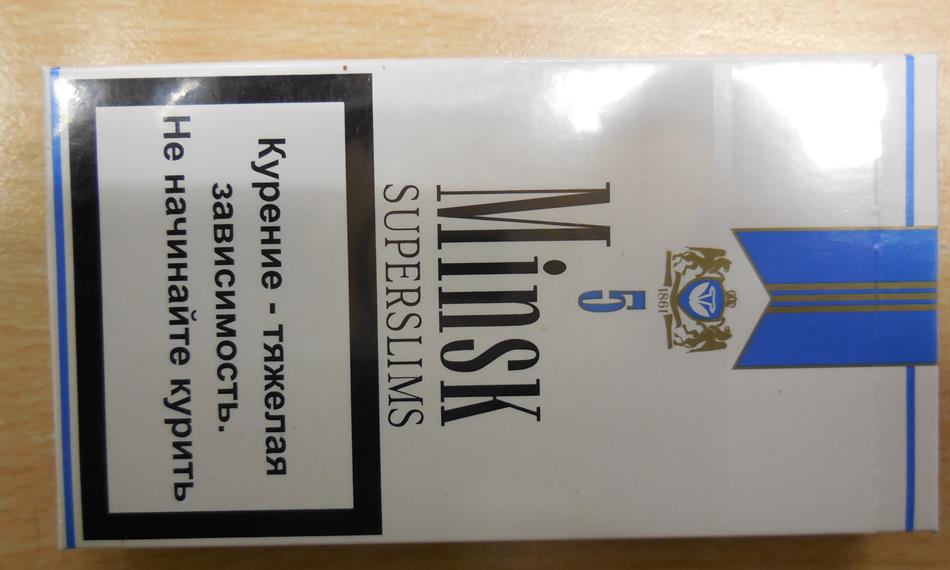 1861
5
Minsk
SUPERSLIMS
Курение - тяжелая
зависимость.
Не начинайте курить